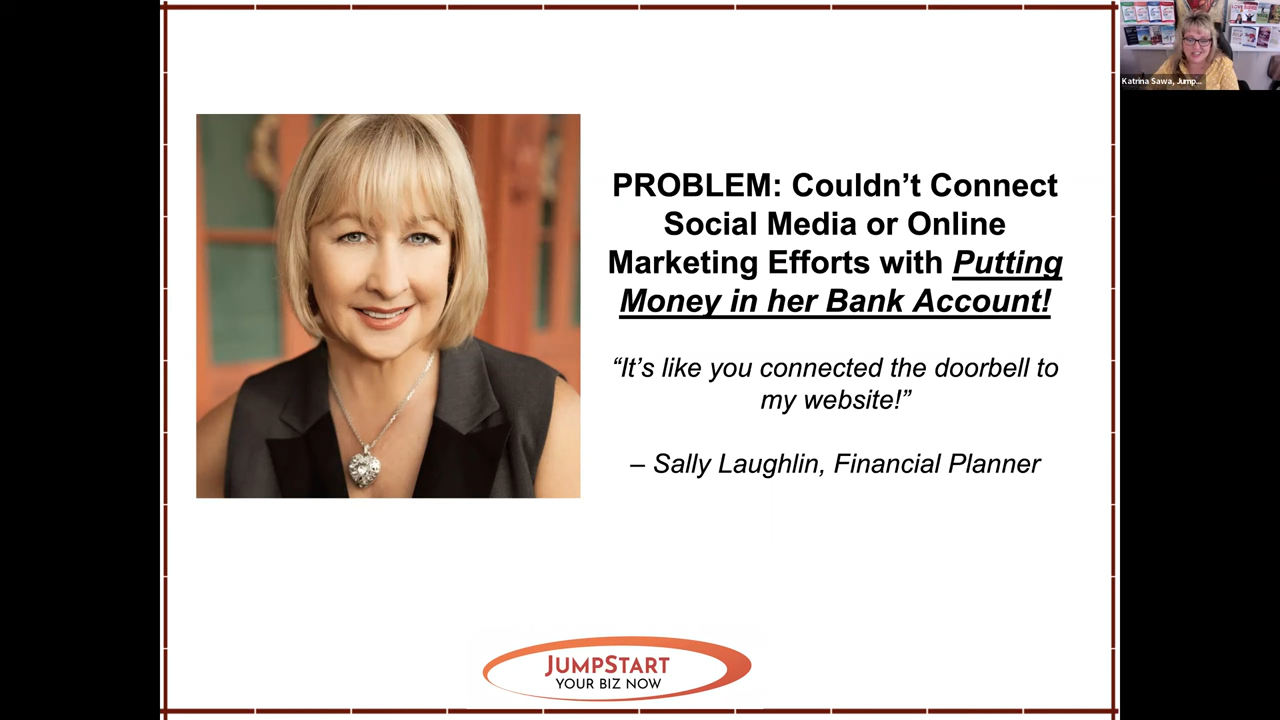 PROBLEM: Couldn’t Connect
Social Media or Online
Marketing Efforts with Putting
Money in her Bank Account!
“It’s like you connected the doorbell to
my website!”
– Sally Laughlin, Financial Planner
JUMPSTART
YOUR BIZ NOW
Katrina Sawa, Jump...